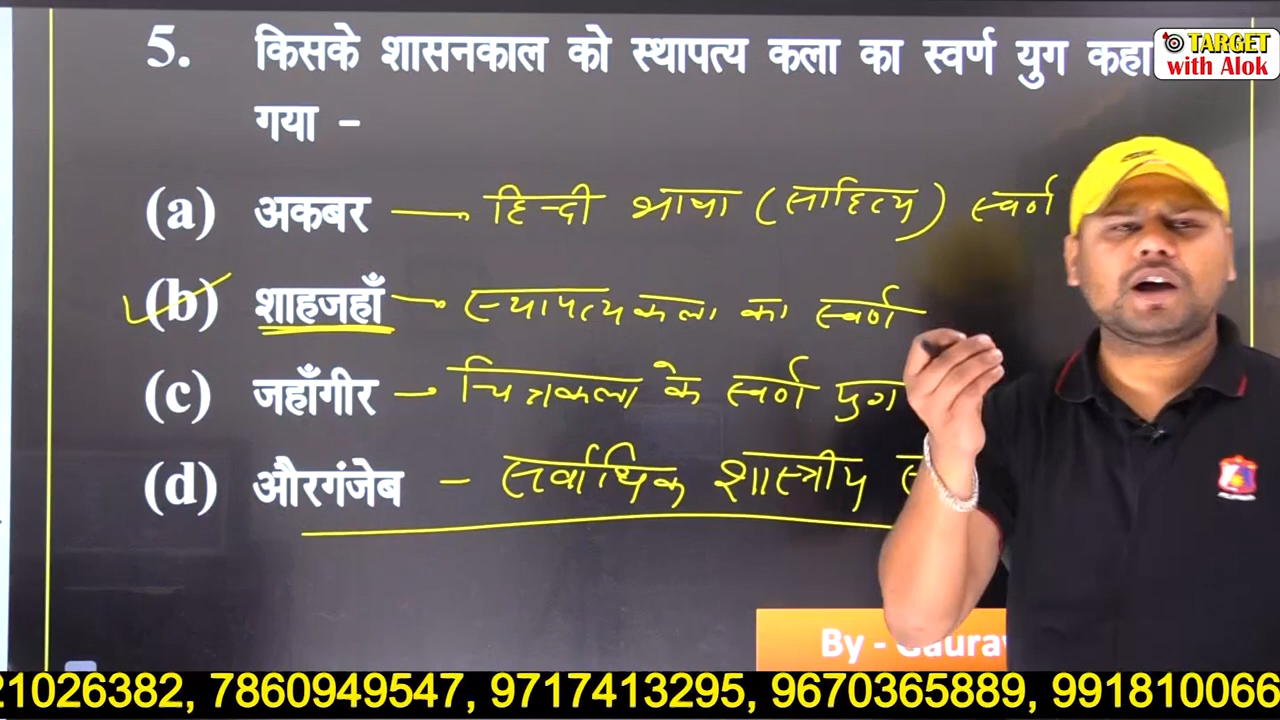 5. किसके शासनकाल को स्थापत्य कला का स्वर्ण युग कहा
गया -
(a) अकबर — हिन्दी भाषा (साहित्य) स्वर्ण
(b) शाहजहाँ — स्थापत्यकला का स्वर्ण
(c) जहाँगीर → चित्रकला के स्वर्ण युग
(d) औरगंजेब - सर्वाधिक शास्त्रीय
TARGET
with Alok
By - Gaurav
21026382, 7860949547, 9717413295, 9670365889, 991810066